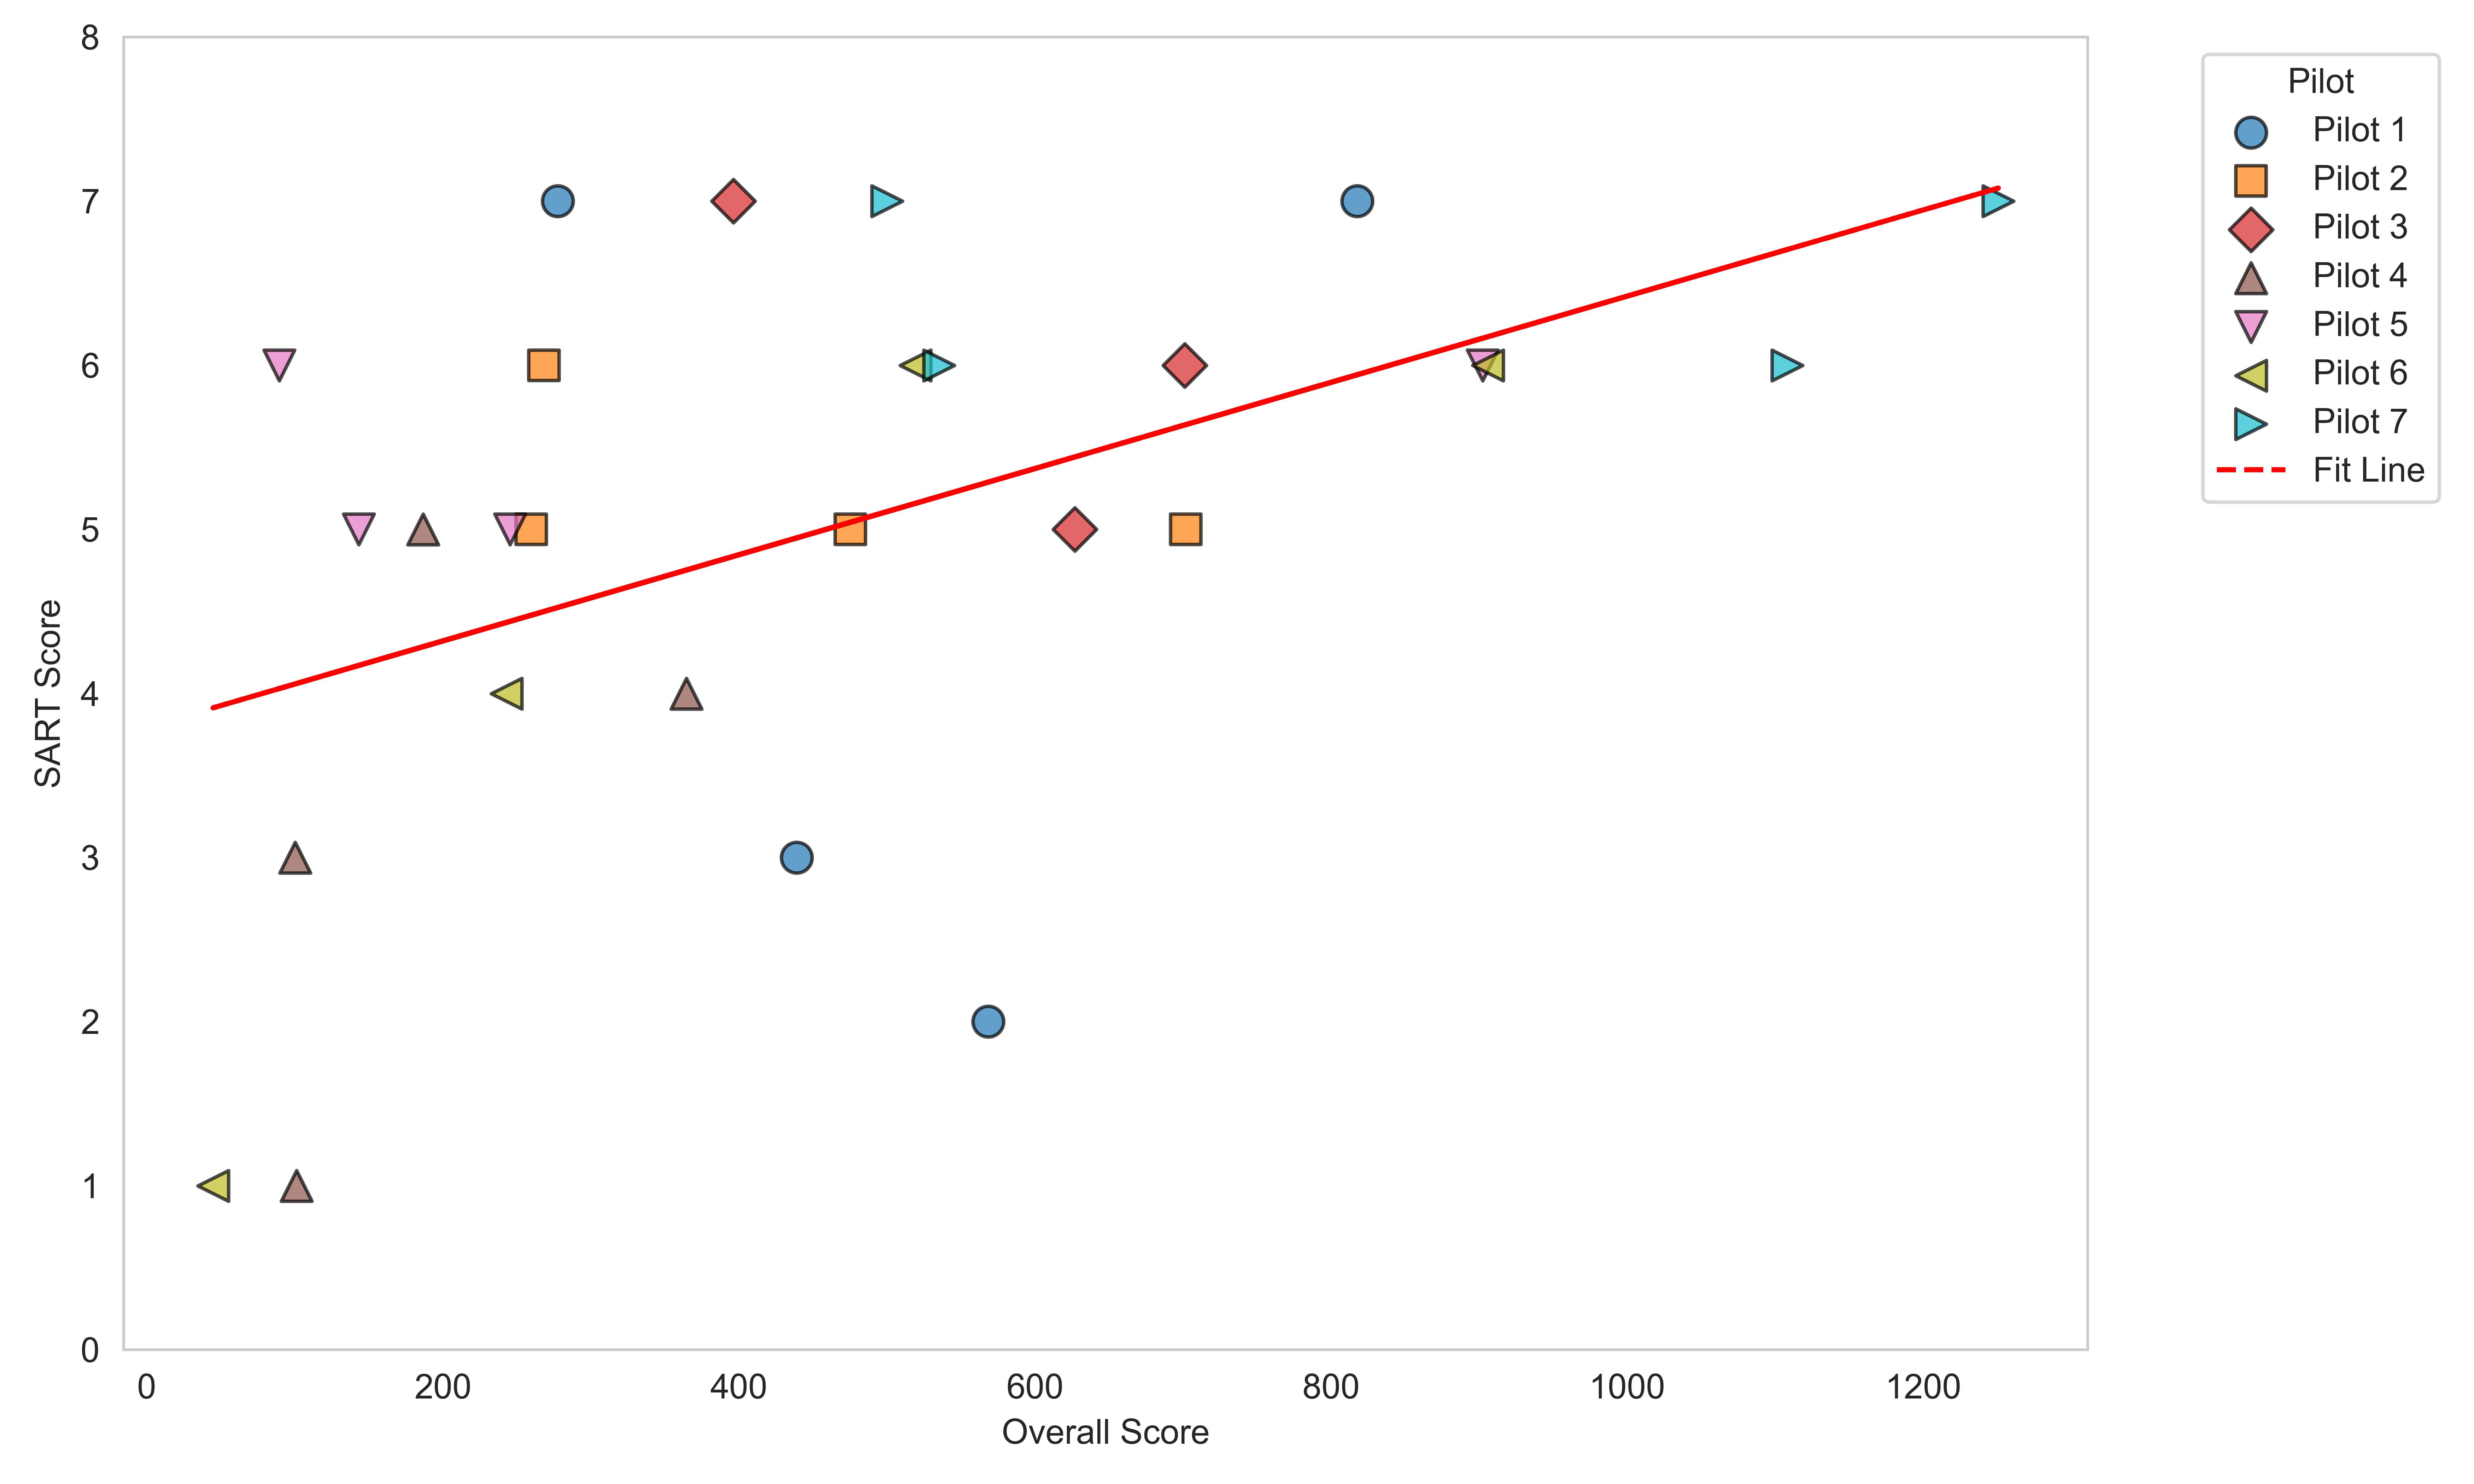 8
7
6
5
4
3
2
1
0
SART Score
0 200 400 600 800 1000 1200
Overall Score
Pilot
Pilot 1
Pilot 2
Pilot 3
Pilot 4
Pilot 5
Pilot 6
Pilot 7
Fit Line